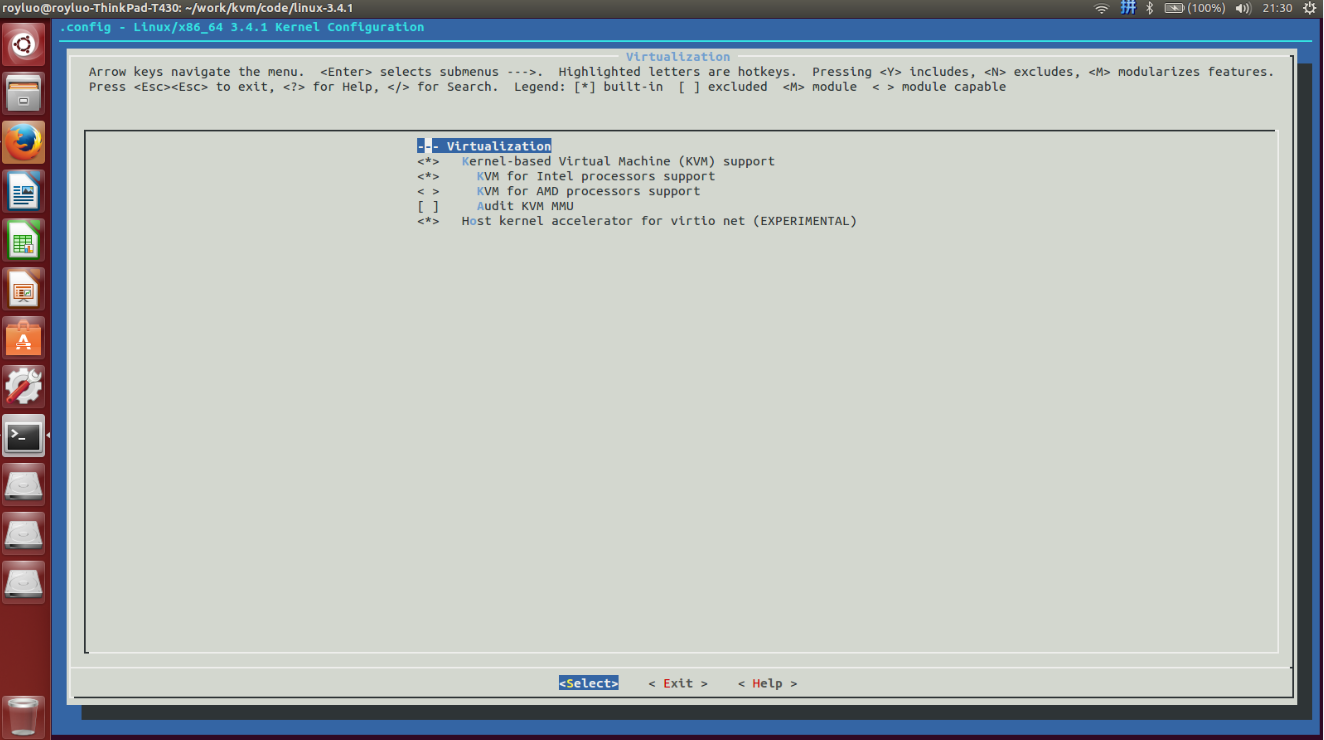 royluo@royluo-ThinkPad-T430: ~/work/kvm/code/linux-3.4.1
拼 (100%) 21:30
.config - Linux/x86_64 3.4.1 Kernel Configuration
Virtualization
Arrow keys navigate the menu.  <Enter> selects submenus --->.  Highlighted letters are hotkeys.  Pressing <Y> includes, <N> excludes, <M> modularizes features.
Press <Esc><Esc> to exit, <?> for Help, </> for Search.  Legend: [*] built-in  [ ] excluded  <M> module  < > module capable
--- Virtualization
<*>   Kernel-based Virtual Machine (KVM) support
<*>     KVM for Intel processors support
< >     KVM for AMD processors support
[ ]     Audit KVM MMU
<*>   Host kernel accelerator for virtio net (EXPERIMENTAL)
<Select>    < Exit >    < Help >